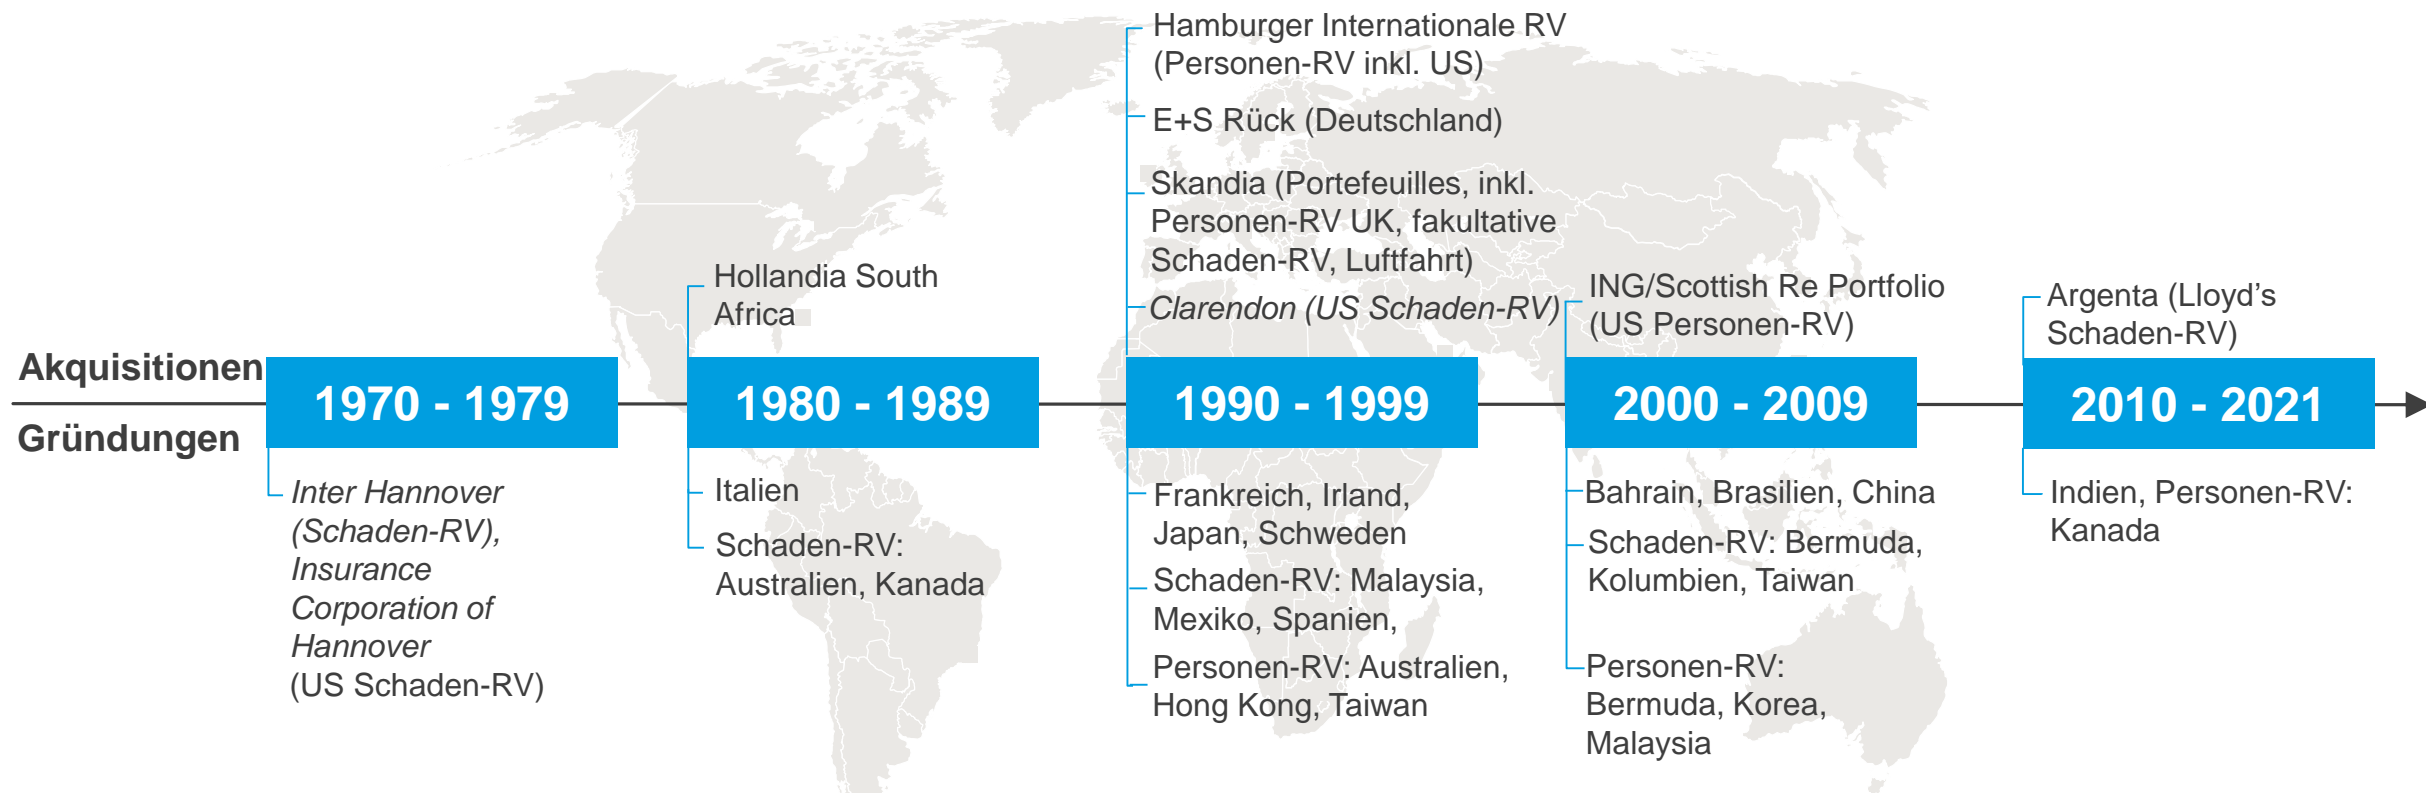 Akquisitionen
Gründungen
1970 - 1979
Inter Hannover
(Schaden-RV),
Insurance
Corporation of
Hannover
(US Schaden-RV)
Hollandia South
Africa
1980 - 1989
Italien
Schaden-RV:
Australien, Kanada
Hamburger Internationale RV
(Personen-RV inkl. US)
E+S Rück (Deutschland)
Skandia (Portefeuilles, inkl.
Personen-RV UK, fakultative
Schaden-RV, Luftfahrt)
Clarendon (US Schaden-RV)
1990 - 1999
Frankreich, Irland,
Japan, Schweden
Schaden-RV: Malaysia,
Mexiko, Spanien,
Personen-RV: Australien,
Hong Kong, Taiwan
ING/Scottish Re Portfolio
(US Personen-RV)
2000 - 2009
Bahrain, Brasilien, China
Schaden-RV: Bermuda,
Kolumbien, Taiwan
Personen-RV:
Bermuda, Korea,
Malaysia
Argenta (Lloyd’s
Schaden-RV)
2010 - 2021
Indien, Personen-RV:
Kanada